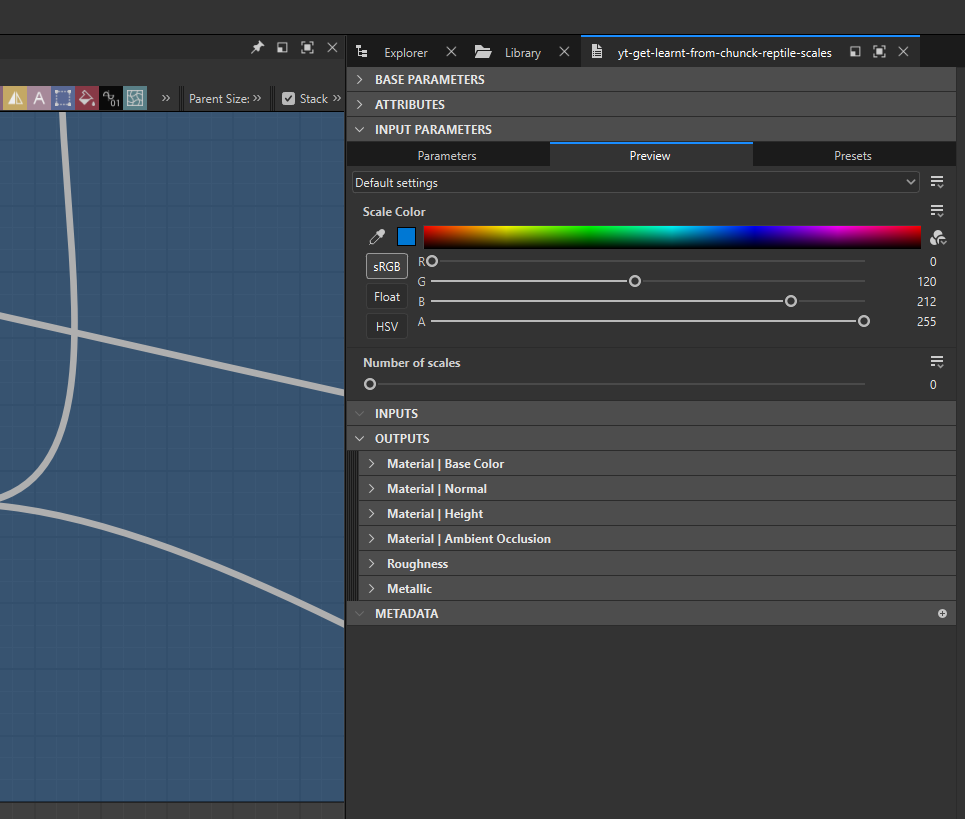 Explorer Library yt-get-learnt-from-chunck-reptile-scales
A 01 Parent Size: Stack
BASE PARAMETERS
ATTRIBUTES
INPUT PARAMETERS
Parameters Preview Presets
Default settings
Scale Color
sRGB
Float
HSV
R 0
G 120
B 212
A 255
Number of scales
0
INPUTS
OUTPUTS
Material | Base Color
Material | Normal
Material | Height
Material | Ambient Occlusion
Roughness
Metallic
METADATA